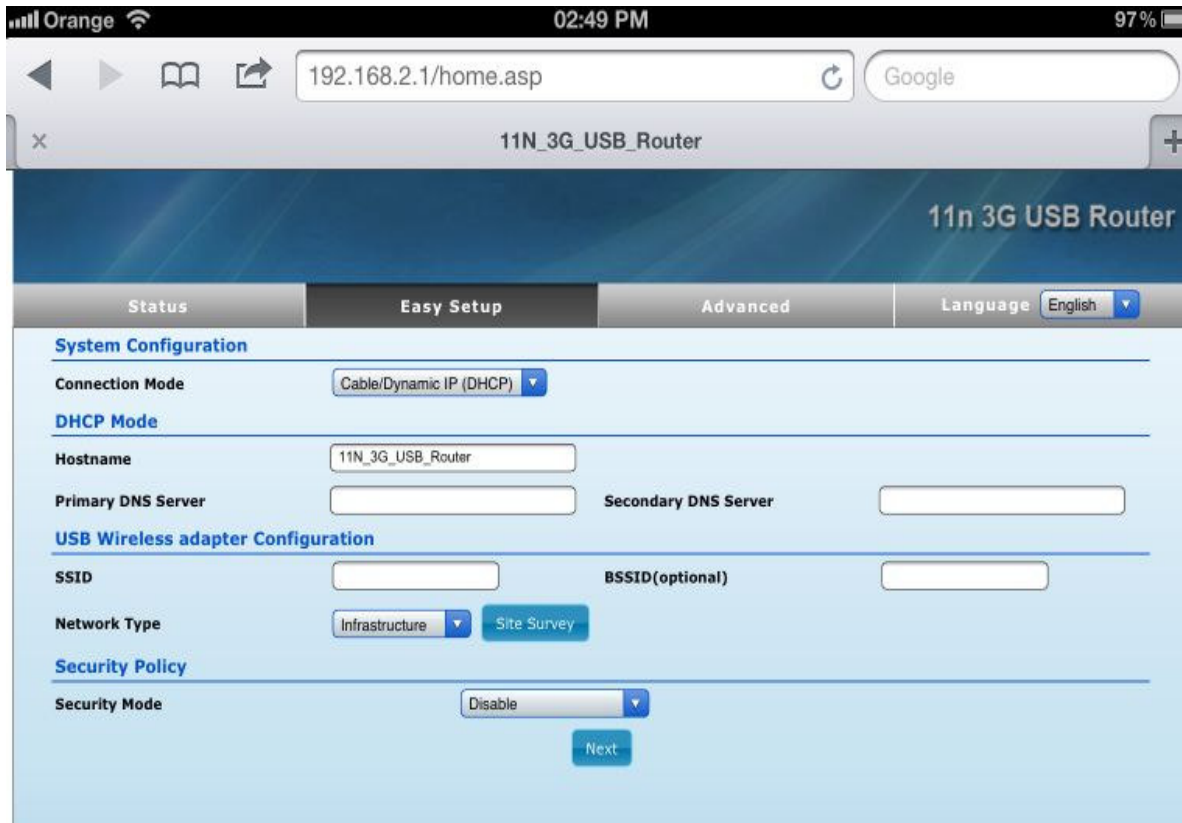 Orange 02:49 PM 97%
192.168.2.1/home.asp Google
11N_3G_USB_Router
11n 3G USB Router
Status Easy Setup Advanced Language English
System Configuration
Connection Mode Cable/Dynamic IP (DHCP)
DHCP Mode
Hostname 11N_3G_USB_Router
Primary DNS Server Secondary DNS Server
USB Wireless adapter Configuration
SSID BSSID(optional)
Network Type Infrastructure Site Survey
Security Policy
Security Mode Disable
Next